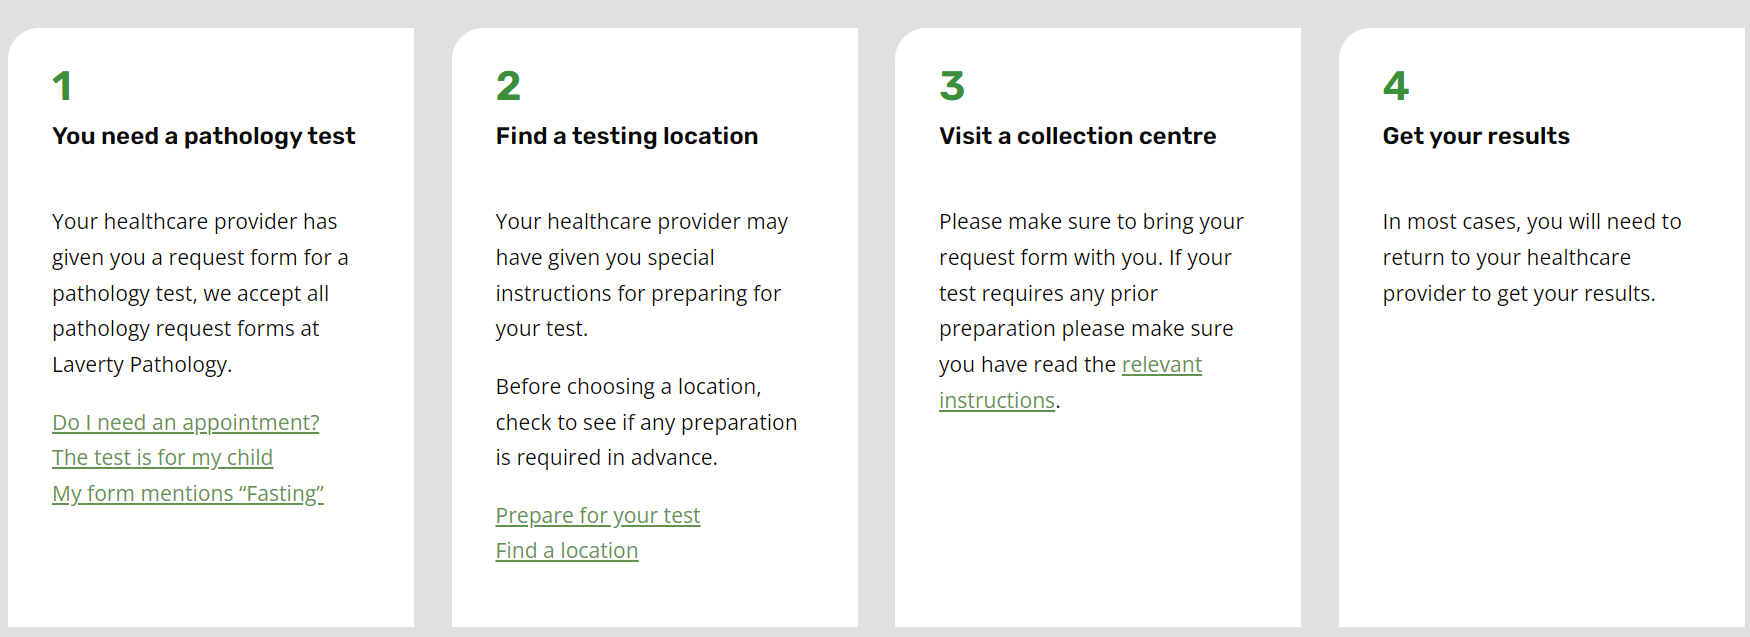 1
You need a pathology test
Your healthcare provider has
given you a request form for a
pathology test, we accept all
pathology request forms at
Laverty Pathology.
Do I need an appointment?
The test is for my child
My form mentions “Fasting”
2
Find a testing location
Your healthcare provider may
have given you special
instructions for preparing for
your test.
Before choosing a location,
check to see if any preparation
is required in advance.
Prepare for your test
Find a location
3
Visit a collection centre
Please make sure to bring your
request form with you. If your
test requires any prior
preparation please make sure
you have read the relevant
instructions.
4
Get your results
In most cases, you will need to
return to your healthcare
provider to get your results.